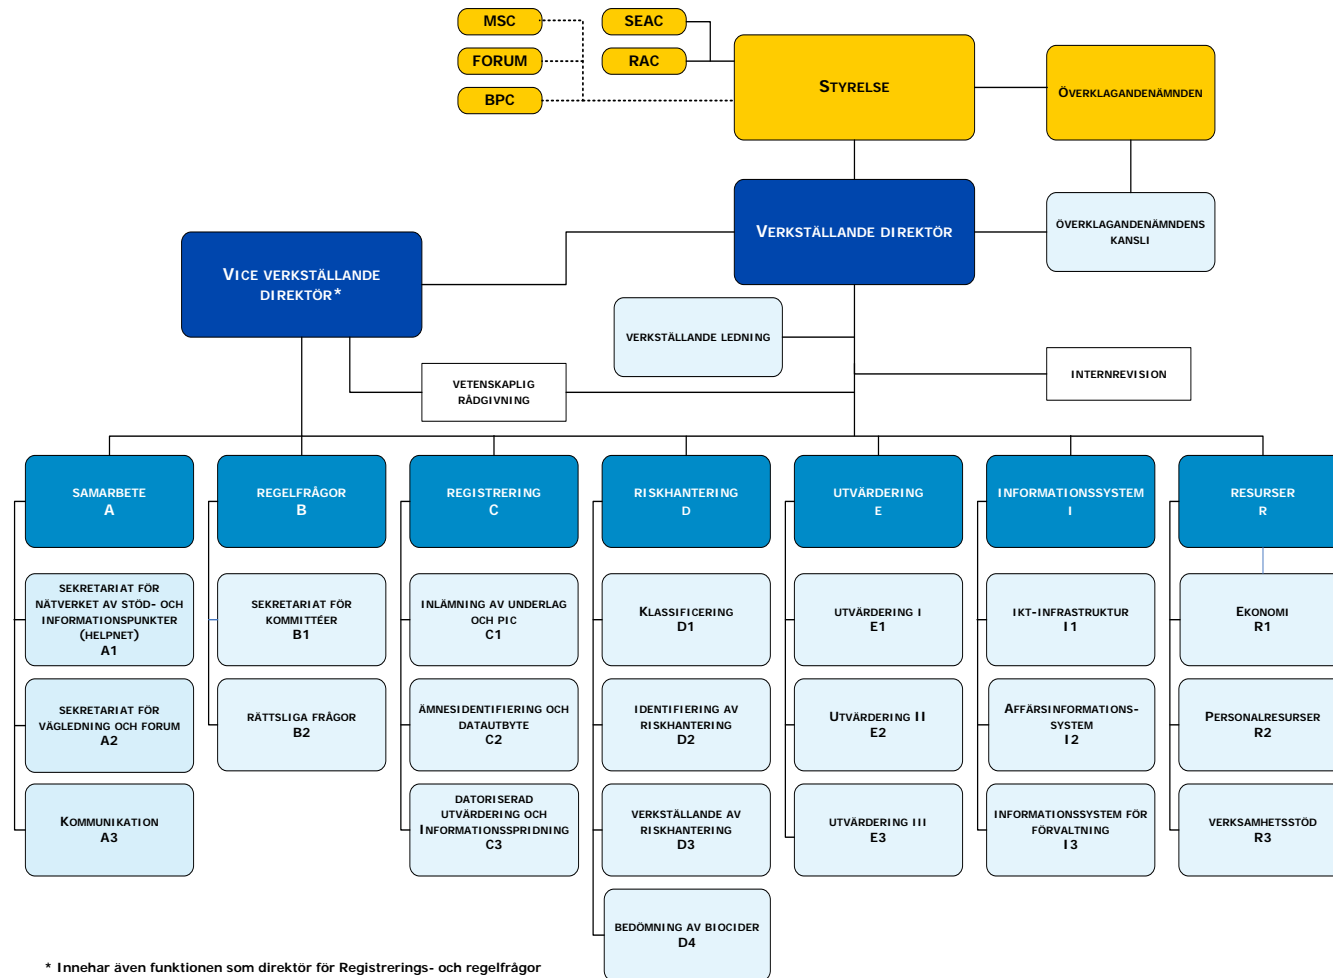 MSC
SEAC
FORUM
RAC
BPC
STYRELSE
ÖVERKLAGANDENÄMNDEN
VERKSTÄLLANDE DIREKTÖR
ÖVERKLAGANDENÄMNDENS
KANSLI
VICE VERKSTÄLLANDE
DIREKTÖR*
VERKSTÄLLANDE LEDNING
VETENSKAPLIG
RÅDGIVNING
INTERNREVISION
SAMARBETE
A
REGELFRÅGOR
B
REGISTRERING
C
RISKHANTERING
D
UTVÄRDERING
E
INFORMATIONSSYSTEM
I
RESURSER
R
SEKRETARIAT FÖR
NÄTVERKET AV STÖD- OCH
INFORMATIONSPUNKTER
(HELPNET)
A1
SEKRETARIAT FÖR
KOMMITTÉER
B1
INLÄMNING AV UNDERLAG
OCH PIC
C1
KLASSIFICERING
D1
UTVÄRDERING I
E1
IKT-INFRASTRUKTUR
I1
EKONOMI
R1
SEKRETARIAT FÖR
VÄGLEDNING OCH FORUM
A2
RÄTTSLIGA FRÅGOR
B2
ÄMNESIDENTIFIERING OCH
DATAUTBYTE
C2
IDENTIFIERING AV
RISKHANTERING
D2
UTVÄRDERING II
E2
AFFÄRSINFORMATIONS-
SYSTEM
I2
PERSONALRESURSER
R2
KOMMUNIKATION
A3
DATORISERAD
UTVÄRDERING OCH
INFORMATIONSSPRIDNING
C3
VERKSTÄLLANDE AV
RISKHANTERING
D3
UTVÄRDERING III
E3
INFORMATIONSSYSTEM FÖR
FÖRVALTNING
I3
VERKSAMHETSSTÖD
R3
BEDÖMNING AV BIOCIDER
D4
* Innehar även funktionen som direktör för Registrerings- och regelfrågor